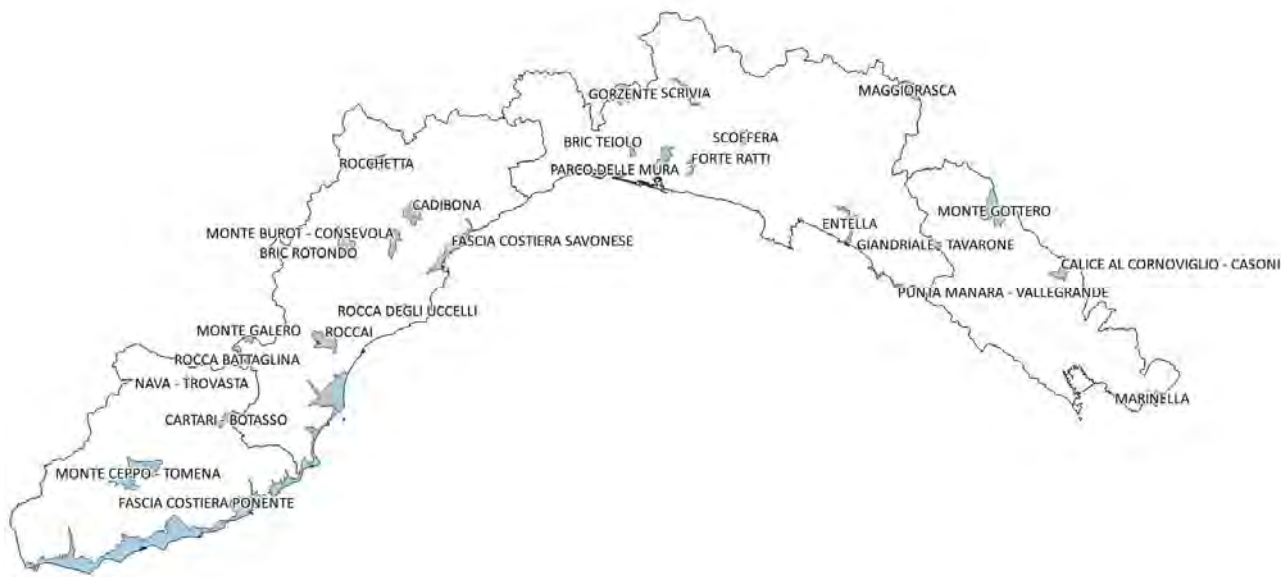 GORZENTE SCRIVIA
MAGGIORASCA
BRIC TEIOLO
SCOFFERA
ROCCHETTA
PARCO DELLE MURA
FORTE RATTI
CADIBONA
MONTE GOTTERO
ENTELLA
MONTE BUROT - CONSEVOLA
FASCIA COSTIERA SAVONESE
GIANDRIALE - TAVARONE
BRIC ROTONDO
CALICE AL CORNOVIGLIO - CASONI
PUNTA MANARA - VALLEGRANDE
ROCCA DEGLI UCCELLI
MONTE GALERO
ROCCAI
ROCCA BATTAGLINA
NAVA - TROVASTA
MARINELLA
CARTARI - BOTASSO
MONTE CEPPO - TOMENA
FASCIA COSTIERA PONENTE